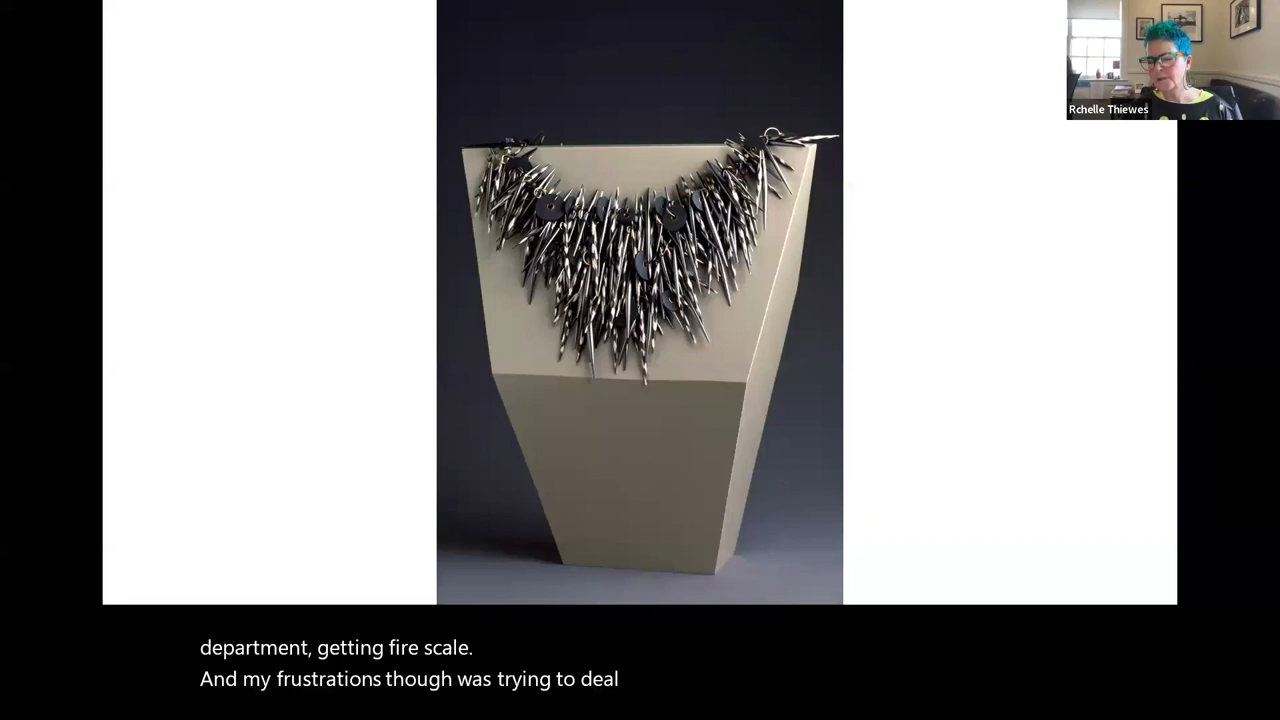 Rchelle Thiewes
department, getting fire scale.
And my frustrations though was trying to deal